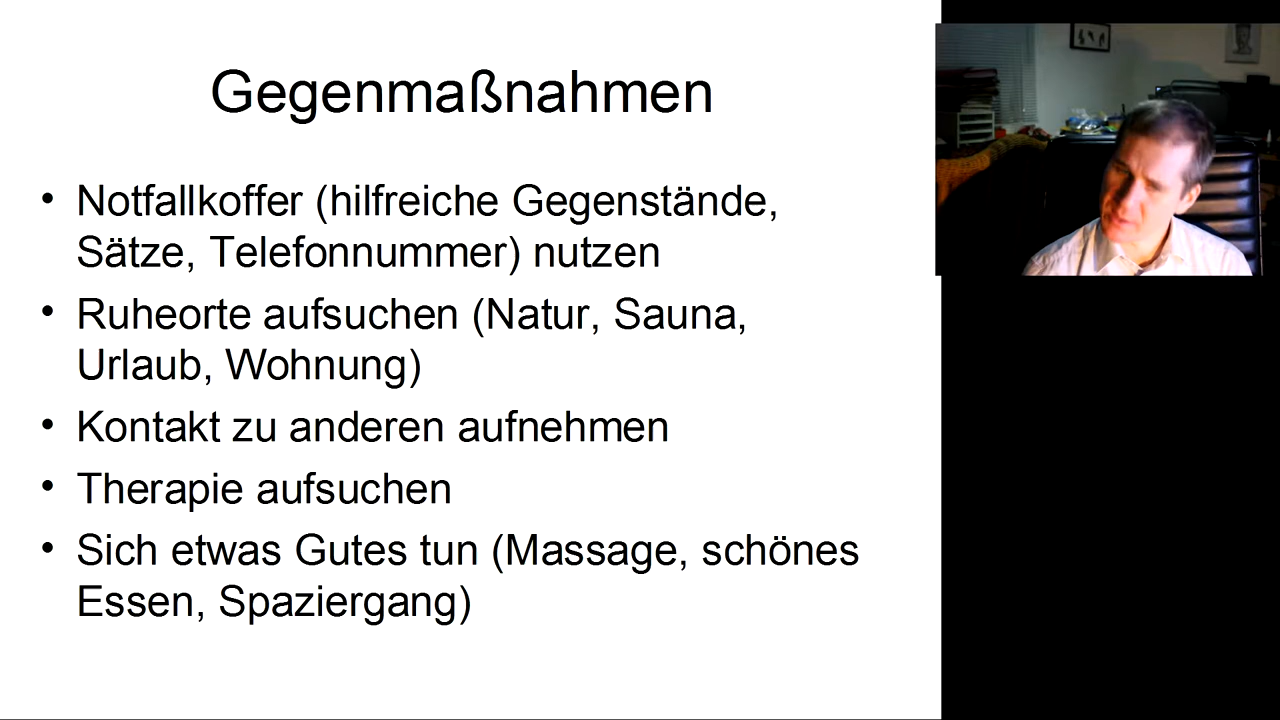 Gegenmaßnahmen
• Notfallkoffer (hilfreiche Gegenstände,
Sätze, Telefonnummer) nutzen
• Ruheorte aufsuchen (Natur, Sauna,
Urlaub, Wohnung)
• Kontakt zu anderen aufnehmen
• Therapie aufsuchen
• Sich etwas Gutes tun (Massage, schönes
Essen, Spaziergang)